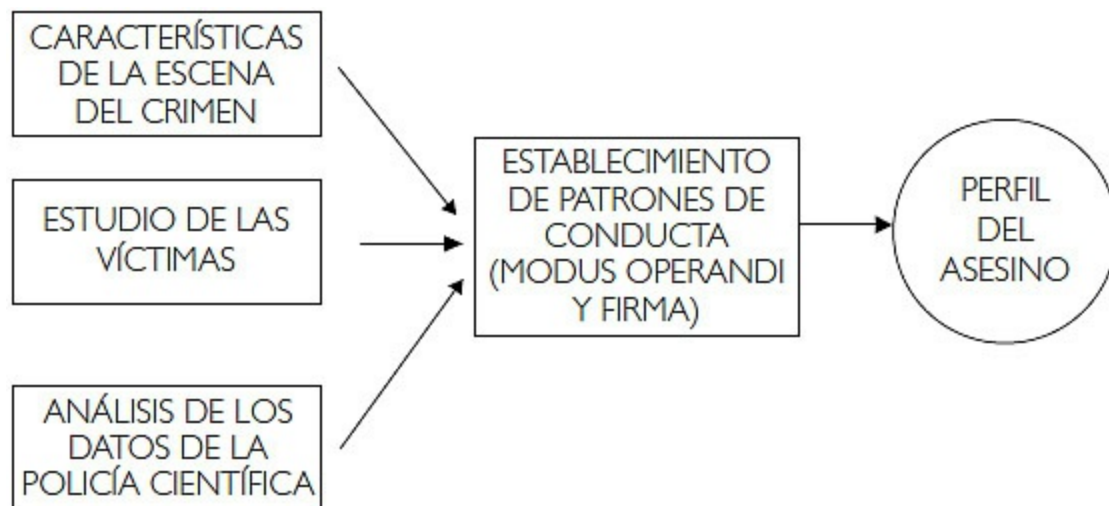 CARACTERÍSTICAS
DE LA ESCENA
DEL CRIMEN
ESTUDIO DE LAS
VÍCTIMAS
ANÁLISIS DE LOS
DATOS DE LA
POLICÍA CIENTÍFICA
ESTABLECIMIENTO
DE PATRONES DE
CONDUCTA
(MODUS OPERANDI
Y FIRMA)
PERFIL
DEL
ASESINO